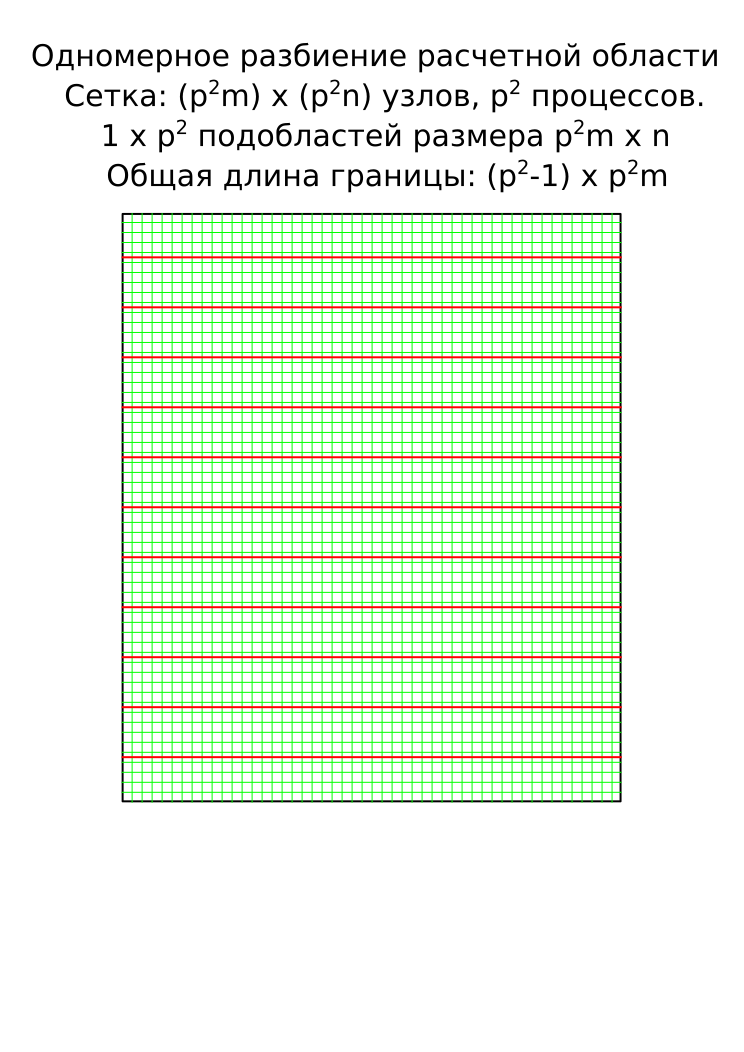 Одномерное разбиение расчетной области
Сетка: (p²m) x (p²n) узлов, p² процессов.
1 x p² подобластей размера p²m x n
Общая длина границы: (p²-1) x p²m